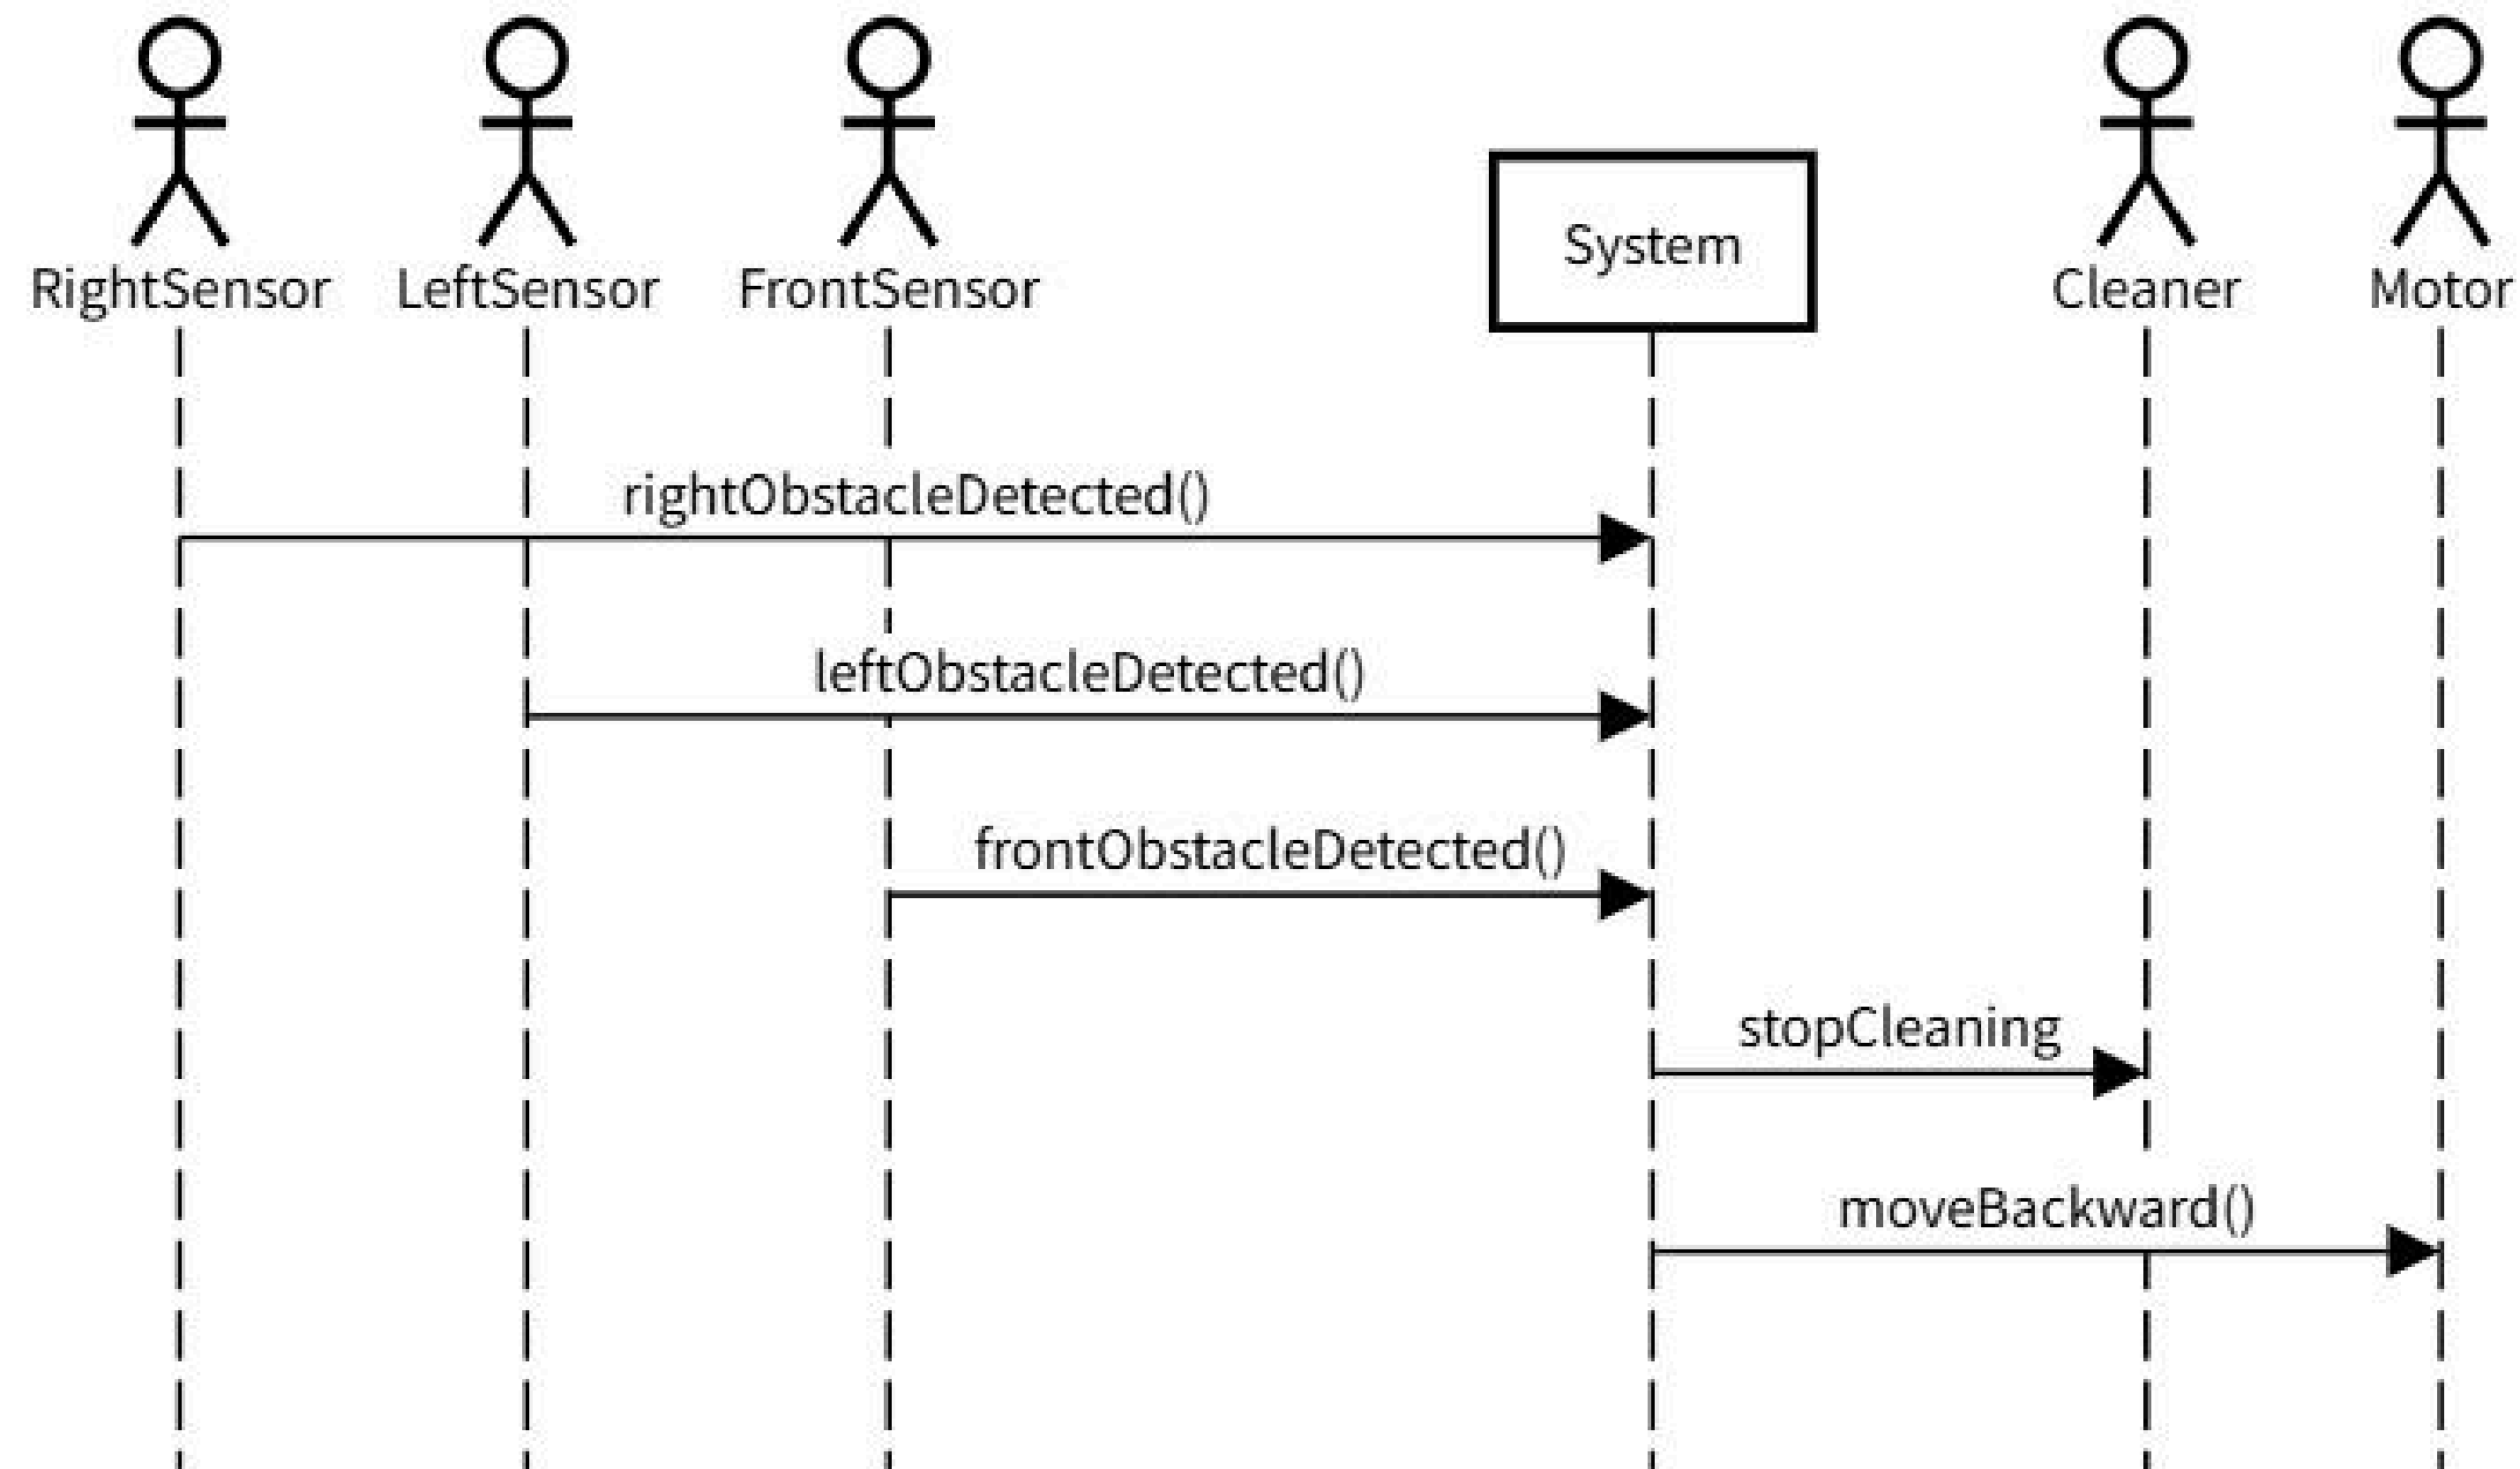 System
RightSensor LeftSensor FrontSensor Cleaner Motor
rightObstacleDetected()
leftObstacleDetected()
frontObstacleDetected()
stopCleaning
moveBackward()